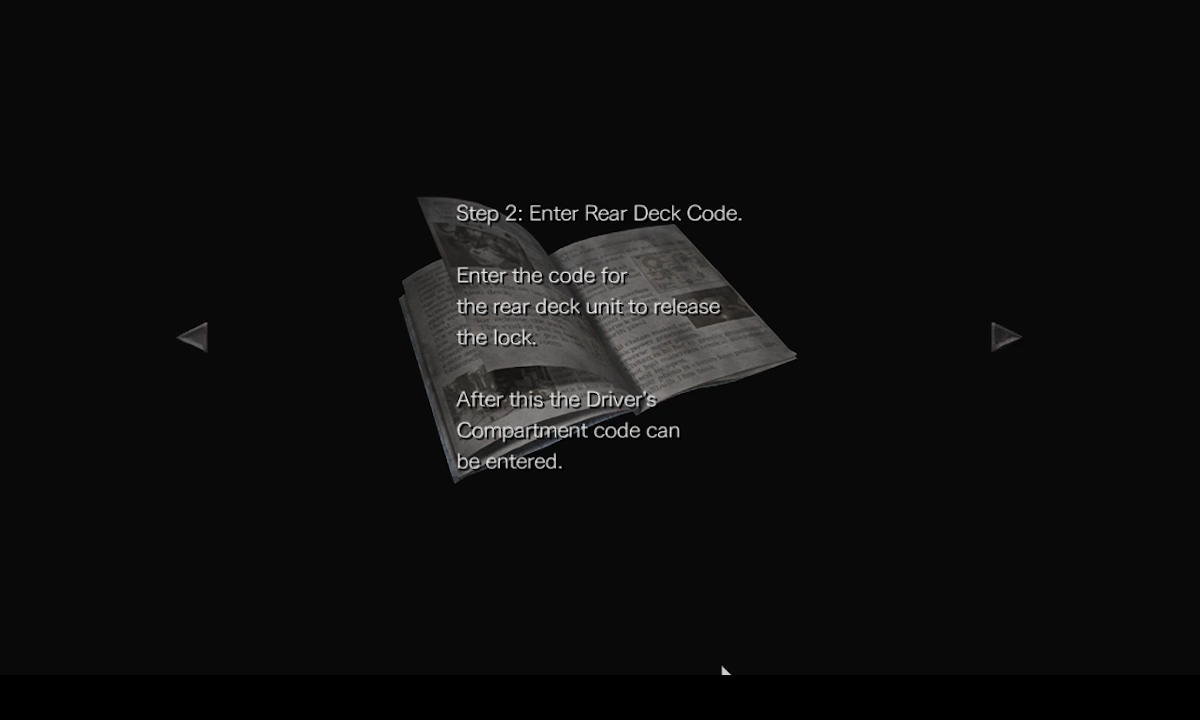 Step 2: Enter Rear Deck Code.
Enter the code for
the rear deck unit to release
the lock.
After this the Driver's
Compartment code can
be entered.